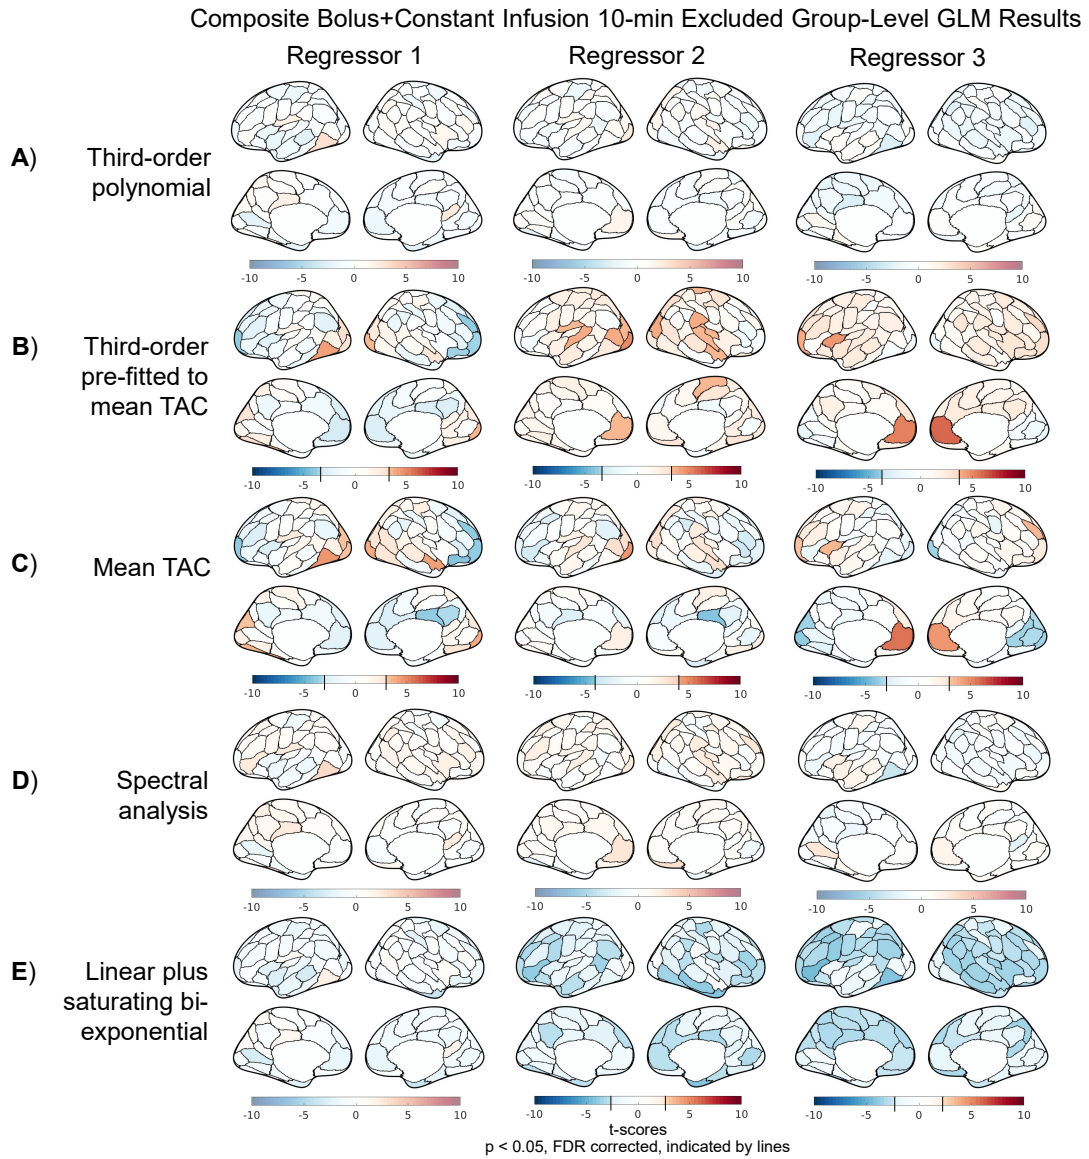 Composite Bolus+Constant Infusion 10-min Excluded Group-Level GLM Results
Regressor 1 Regressor 2 Regressor 3
A) Third-order
polynomial
-10 -5 0 5 10 -10 -5 0 5 10 -10 -5 0 5 10
B) Third-order
pre-fitted to
mean TAC
-10 -5 0 5 10 -10 -5 0 5 10 -10 -5 0 5 10
C) Mean TAC
-10 -5 0 5 10 -10 -5 0 5 10 -10 -5 0 5 10
D) Spectral
analysis
-10 -5 0 5 10 -10 -5 0 5 10 -10 -5 0 5 10
E) Linear plus
saturating bi-
exponential
-10 -5 0 5 10 -10 -5 0 5 10 -10 -5 0 5 10
t-scores
p < 0.05, FDR corrected, indicated by lines